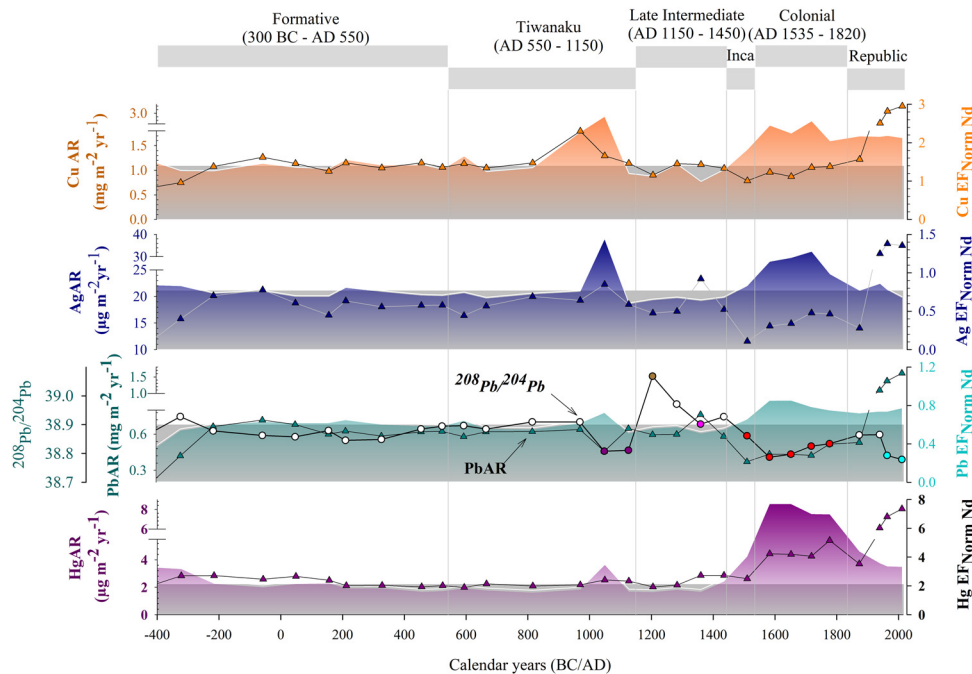 Formative
(300 BC - AD 550)
Tiwanaku
(AD 550 - 1150)
Late Intermediate
(AD 1150 - 1450)
Inca
Colonial
(AD 1535 - 1820)
Republic
Cu AR
(mg m-2 yr-1)
3.0
1.5
1.0
0.5
0.0
3
2
1
0
Cu EFNorm Nd
AgAR
(µg m-2yr-1)
40
30
25
20
15
10
1.5
1.2
0.9
0.6
0.3
0.0
Ag EFNorm Nd
208Pb/204Pb
39.0
38.9
38.8
38.7
PbAR (mg m-2 yr-1)
1.5
1.0
0.6
0.3
208Pb/204Pb
PbAR
1.2
0.8
0.4
0.0
Pb EFNorm Nd
HgAR
(µg m-2 yr-1)
8
6
4
2
0
8
6
4
2
0
Hg EFNorm Nd
-400 -200 0 200 400 600 800 1000 1200 1400 1600 1800 2000
Calendar years (BC/AD)